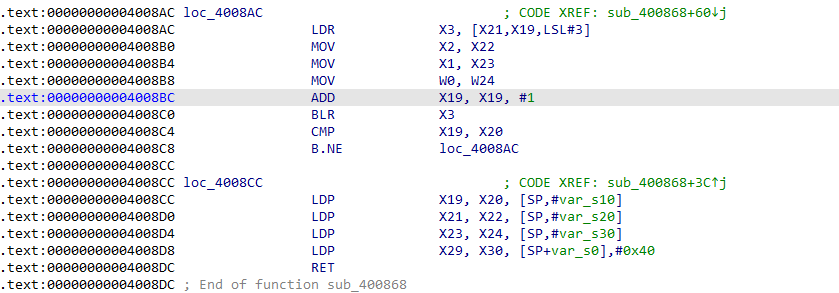 .text:00000000004008AC loc_4008AC                              ; CODE XREF: sub_400868+60↓j
.text:00000000004008AC                 LDR             X3, [X21,X19,LSL#3]
.text:00000000004008B0                 MOV             X2, X22
.text:00000000004008B4                 MOV             X1, X23
.text:00000000004008B8                 MOV             W0, W24
.text:00000000004008BC                 ADD             X19, X19, #1
.text:00000000004008C0                 BLR             X3
.text:00000000004008C4                 CMP             X19, X20
.text:00000000004008C8                 B.NE            loc_4008AC
.text:00000000004008CC
.text:00000000004008CC loc_4008CC                              ; CODE XREF: sub_400868+3C↑j
.text:00000000004008CC                 LDP             X19, X20, [SP,#var_s10]
.text:00000000004008D0                 LDP             X21, X22, [SP,#var_s20]
.text:00000000004008D4                 LDP             X23, X24, [SP,#var_s30]
.text:00000000004008D8                 LDP             X29, X30, [SP+var_s0],#0x40
.text:00000000004008DC                 RET
.text:00000000004008DC ; End of function sub_400868